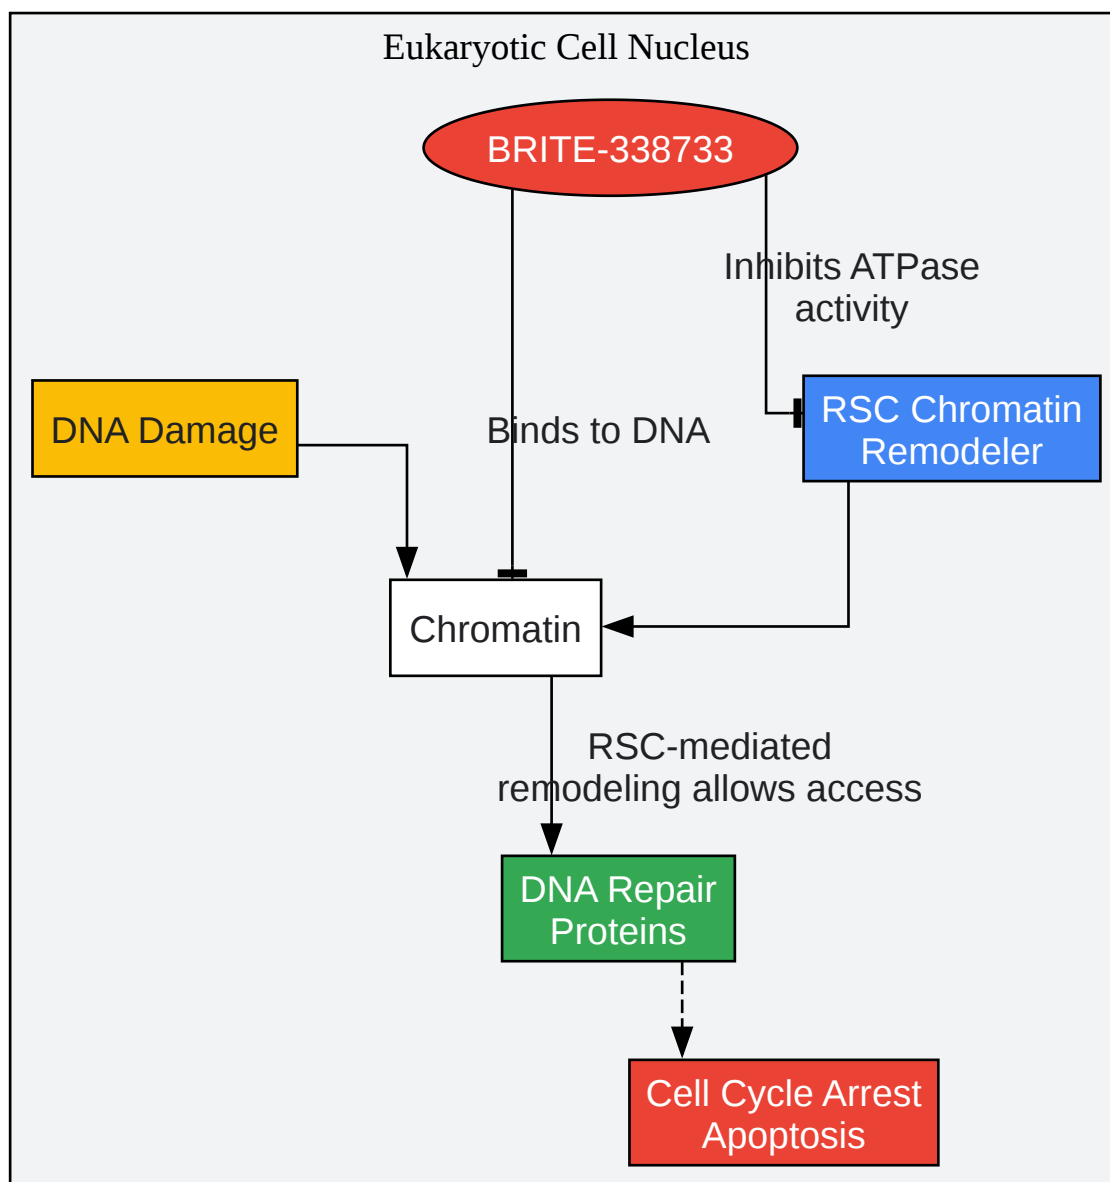 Eukaryotic Cell Nucleus
BRITE-338733
Inhibits ATPase
activity
DNA Damage
Binds to DNA
RSC Chromatin
Remodeler
Chromatin
RSC-mediated
remodeling allows access
DNA Repair
Proteins
Cell Cycle Arrest
Apoptosis